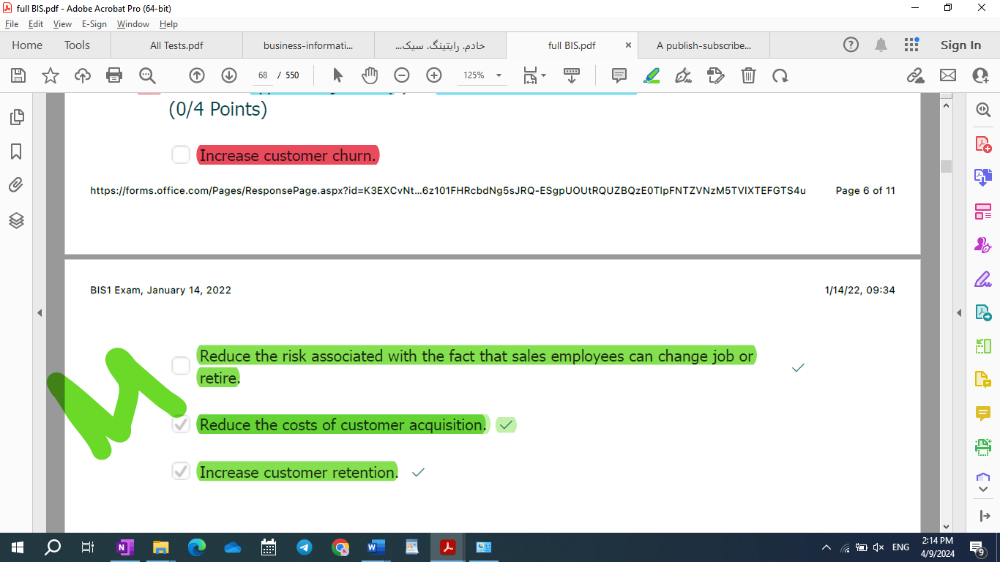 full BIS.pdf - Adobe Acrobat Pro (64-bit)
File Edit View E-Sign Window Help
Home Tools All Tests.pdf business-informati... خادم. رايتينگ. سيک... full BIS.pdf × A publish-subscribe... Sign In
68 / 550 125%
(0/4 Points)
Increase customer churn.
https://forms.office.com/Pages/ResponsePage.aspx?id=K3EXCvNt...6z101FHRcbdNg5sJRQ-ESgpUOUtRQUZBQzE0TlpFNTZVNzM5TVIXTEFGTS4u Page 6 of 11
BIS1 Exam, January 14, 2022 1/14/22, 09:34
Reduce the risk associated with the fact that sales employees can change job or
retire.
Reduce the costs of customer acquisition.
Increase customer retention.
ENG 2:14 PM
4/9/2024 9